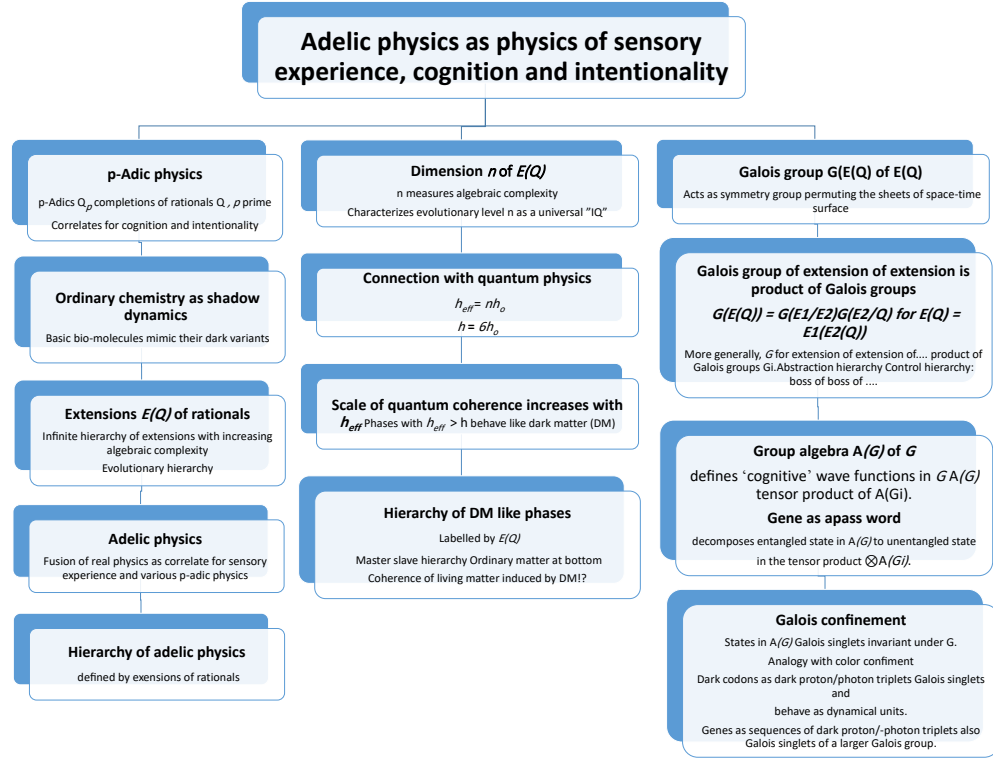 Adelic physics as physics of sensory
experience, cognition and intentionality
p-Adic physics
p-Adics Qp completions of rationals Q , p prime
Correlates for cognition and intentionality
Ordinary chemistry as shadow
dynamics
Basic bio-molecules mimic their dark variants
Extensions E(Q) of rationals
Infinite hierarchy of extensions with increasing
algebraic complexity
Evolutionary hierarchy
Adelic physics
Fusion of real physics as correlate for sensory
experience and various p-adic physics
Hierarchy of adelic physics
defined by exensions of rationals
Dimension n of E(Q)
n measures algebraic complexity
Characterizes evolutionary level n as a universal ”IQ”
Connection with quantum physics
heff = nho
h = 6ho
Scale of quantum coherence increases with
heff Phases with heff > h behave like dark matter (DM)
Hierarchy of DM like phases
Labelled by E(Q)
Master slave hierarchy Ordinary matter at bottom
Coherence of living matter induced by DM!?
Galois group G(E(Q) of E(Q)
Acts as symmetry group permuting the sheets of space-time
surface
Galois group of extension of extension is
product of Galois groups
G(E(Q)) = G(E1/E2)G(E2/Q) for E(Q) =
E1(E2(Q))
More generally, G for extension of extension of.... product of
Galois groups Gi.Abstraction hierarchy Control hierarchy:
boss of boss of ....
Group algebra A(G) of G
defines ‘cognitive’ wave functions in G A(G)
tensor product of A(Gi).
Gene as apass word
decomposes entangled state in A(G) to unentangled state
in the tensor product ⊗A(Gi).
Galois confinement
States in A(G) Galois singlets invariant under G.
Analogy with color confiment
Dark codons as dark proton/photon triplets Galois singlets
and
behave as dynamical units.
Genes as sequences of dark proton/-photon triplets also
Galois singlets of a larger Galois group.